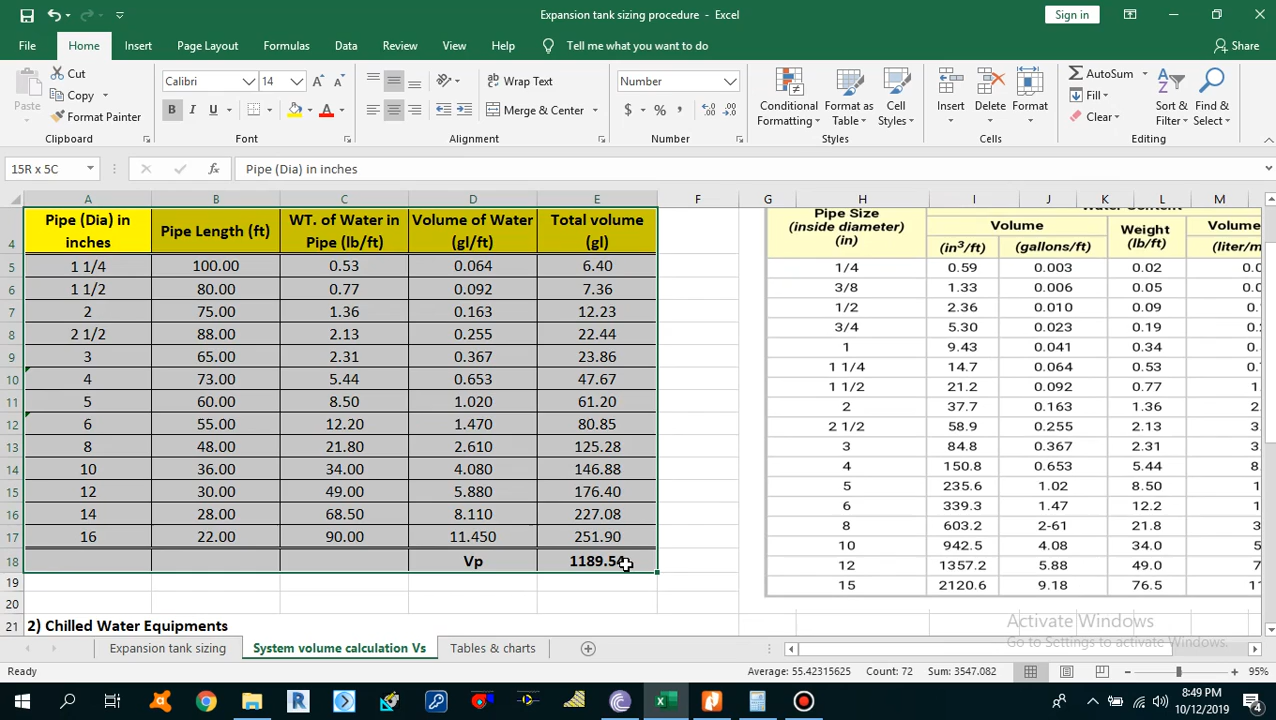 Expansion tank sizing procedure - Excel
Sign in
File Home Insert Page Layout Formulas Data Review View Help Tell me what you want to do Share
Cut
Copy
Format Painter
Paste
Clipboard
Calibri 14
B I U
Font
Wrap Text
Merge & Center
Alignment
Number
$ % ,
Number
Conditional Formatting
Format as Table
Cell Styles
Styles
Insert Delete Format
Cells
AutoSum
Fill
Clear
Sort & Filter
Find & Select
Editing
15R x 5C fx Pipe (Dia) in inches
A B C D E F G H I J K L M
4 Pipe (Dia) in inches Pipe Length (ft) WT. of Water in Pipe (lb/ft) Volume of Water (gl/ft) Total volume (gl)
5 1 1/4 100.00 0.53 0.064 6.40
6 1 1/2 80.00 0.77 0.092 7.36
7 2 75.00 1.36 0.163 12.23
8 2 1/2 88.00 2.13 0.255 22.44
9 3 65.00 2.31 0.367 23.86
10 4 73.00 5.44 0.653 47.67
11 5 60.00 8.50 1.020 61.20
12 6 55.00 12.20 1.470 80.85
13 8 48.00 21.80 2.610 125.28
14 10 36.00 34.00 4.080 146.88
15 12 30.00 49.00 5.880 176.40
16 14 28.00 68.50 8.110 227.08
17 16 22.00 90.00 11.450 251.90
18 Vp 1189.54
19
20
21 2) Chilled Water Equipments
Pipe Size (inside diameter) (in)
Volume Weight Volume
(in³/ft) (gallons/ft) (lb/ft) (liter/m
1/4 0.59 0.003 0.02 0.0
3/8 1.33 0.006 0.05 0.0
1/2 2.36 0.010 0.09 0.
3/4 5.30 0.023 0.19 0.
1 9.43 0.041 0.34 0.
1 1/4 14.7 0.064 0.53 0.
1 1/2 21.2 0.092 0.77 1.
2 37.7 0.163 1.36 2.
2 1/2 58.9 0.255 2.13 3.
3 84.8 0.367 2.31 4.
4 150.8 0.653 5.44 8.
5 235.6 1.02 8.50 1
6 339.3 1.47 12.2 1
8 603.2 2-61 21.8 3
10 942.5 4.08 34.0 5
12 1357.2 5.88 49.0 7
15 2120.6 9.18 76.5 1
Activate Windows
Go to Settings to activate Windows.
Expansion tank sizing System volume calculation Vs Tables & charts
Ready Average: 55.42315625 Count: 72 Sum: 3547.082 95%
8:49 PM
10/12/2019
4